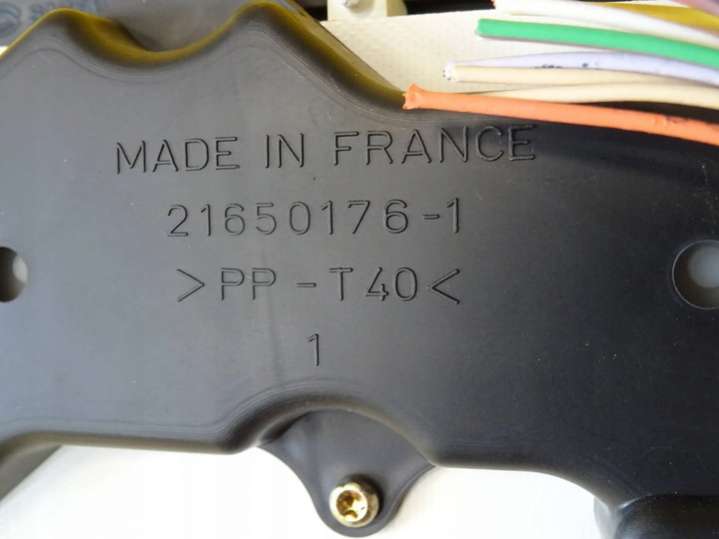 MADE IN FRANCE
21650176-1
>PP-T40<
1